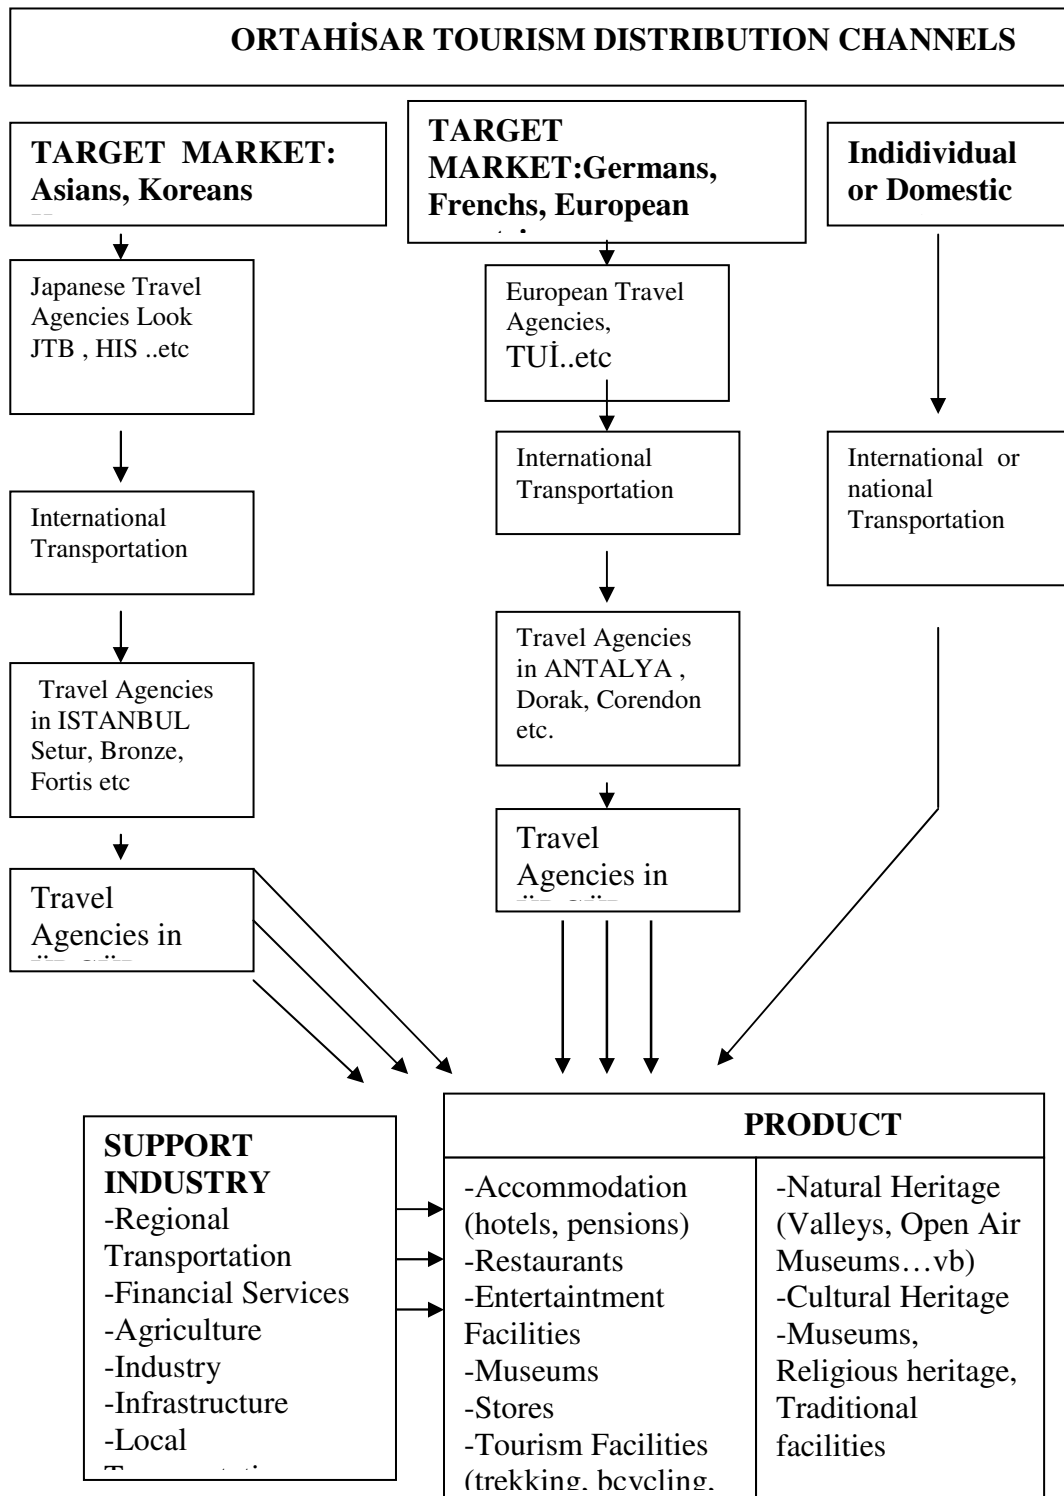 ORTAHİSAR TOURISM DISTRIBUTION CHANNELS
TARGET MARKET:
Asians, Koreans
TARGET
MARKET:Germans,
Frenchs, European
Indidividual
or Domestic
Japanese Travel
Agencies Look
JTB , HIS ..etc
European Travel
Agencies,
TUİ..etc
International
Transportation
International
Transportation
International or
national
Transportation
Travel Agencies
in ISTANBUL
Setur, Bronze,
Fortis etc
Travel Agencies
in ANTALYA ,
Dorak, Corendon
etc.
Travel
Agencies in
Travel
Agencies in
SUPPORT
INDUSTRY
-Regional
Transportation
-Financial Services
-Agriculture
-Industry
-Infrastructure
-Local
PRODUCT
-Accommodation
(hotels, pensions)
-Restaurants
-Entertaintment
Facilities
-Museums
-Stores
-Tourism Facilities
(trekking, bcycling,
-Natural Heritage
(Valleys, Open Air
Museums…vb)
-Cultural Heritage
-Museums,
Religious heritage,
Traditional
facilities